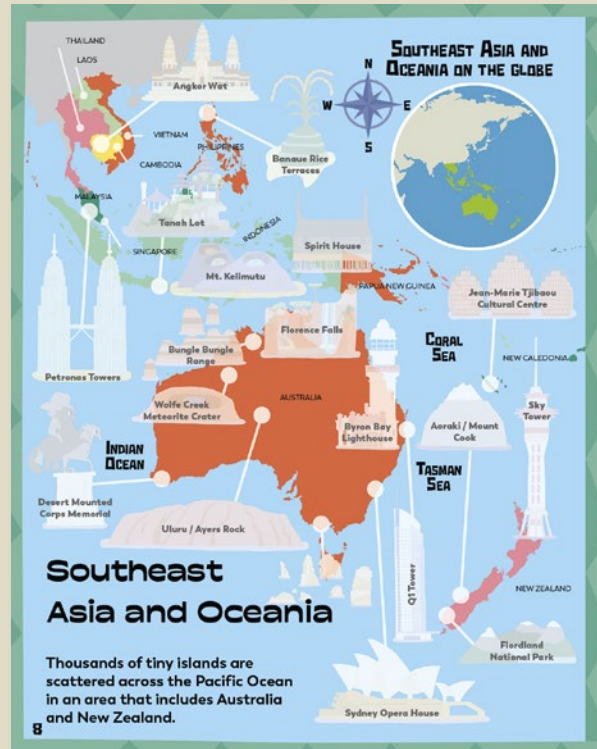 THAILAND
LAOS
Angkor Wat
VIETNAM
PHILIPPINES
CAMBODIA
Banaue Rice
Terraces
N
W
E
S
SOUTHEAST ASIA AND
OCEANIA ON THE GLOBE
MALAYSIA
Tanah Lot
SINGAPORE
INDONESIA
Spirit House
Mt. Kelimutu
PAPUA NEW GUINEA
Jean-Marie Tjibaou
Cultural Centre
Petronas Towers
Bungle Bungle
Range
Florence Falls
CORAL
SEA
NEW CALEDONIA
Wolfe Creek
Meteorite Crater
AUSTRALIA
Byron Bay
Lighthouse
Aoraki / Mount
Cook
Sky
Tower
INDIAN
OCEAN
TASMAN
SEA
Desert Mounted
Corps Memorial
Uluru / Ayers Rock
Q1 Tower
NEW ZEALAND
Fiordland
National Park
Sydney Opera House
Southeast
Asia and Oceania
Thousands of tiny islands are
scattered across the Pacific Ocean
in an area that includes Australia
and New Zealand.
8